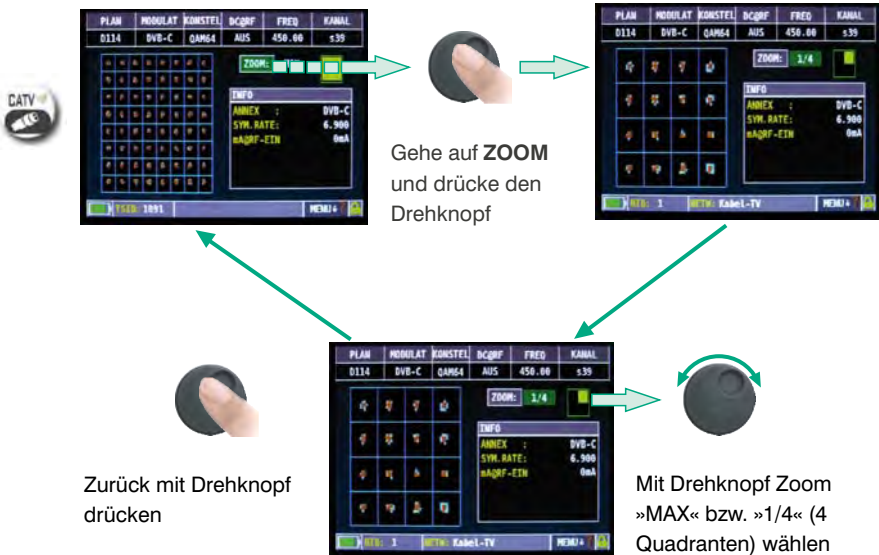 PLAN MODULAT KONSTEL DC@RF FREQ KANAL
D114 DVB-C QAM64 AUS 450.00 s39
ZOOM:
INFO
ANNEX : DVB-C
SYM.RATE: 6.900
mA@RF-EIN 0mA
TSID: 1091
MENU↓
CATV
Gehe auf ZOOM
und drücke den
Drehknopf
PLAN MODULAT KONSTEL DC@RF FREQ KANAL
D114 DVB-C QAM64 AUS 450.00 s39
ZOOM: 1/4
INFO
ANNEX : DVB-C
SYM.RATE: 6.900
mA@RF-EIN 0mA
1 NETW: Kabel-TV MENU↓
PLAN MODULAT KONSTEL DC@RF FREQ KANAL
D114 DVB-C QAM64 AUS 450.00 s39
ZOOM: 1/4
INFO
ANNEX : DVB-C
SYM.RATE: 6.900
mA@RF-EIN 0mA
1 NETW: Kabel-TV MENU↓
Zurück mit Drehknopf
drücken
Mit Drehknopf Zoom
»MAX« bzw. »1/4« (4
Quadranten) wählen